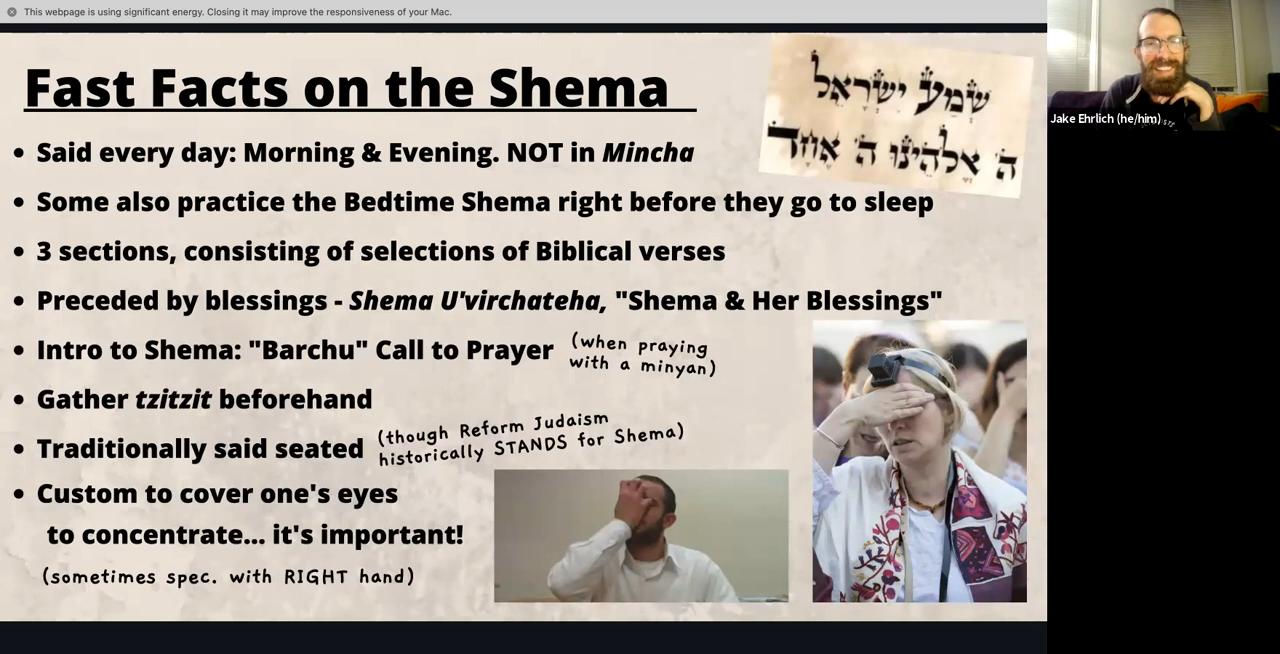 This webpage is using significant energy. Closing it may improve the responsiveness of your Mac.
Fast Facts on the Shema
שְׁמַע יִשְׂרָאֵל
ה׳ אֱלֹהֵינוּ ה׳ אֶחָד
• Said every day: Morning & Evening. NOT in Mincha
• Some also practice the Bedtime Shema right before they go to sleep
• 3 sections, consisting of selections of Biblical verses
• Preceded by blessings - Shema U'virchateha, "Shema & Her Blessings"
• Intro to Shema: "Barchu" Call to Prayer (when praying
with a minyan)
• Gather tzitzit beforehand
• Traditionally said seated (though Reform Judaism
historically STANDS for Shema)
• Custom to cover one's eyes
to concentrate... it's important!
(sometimes spec. with RIGHT hand)
Jake Ehrlich (he/him)